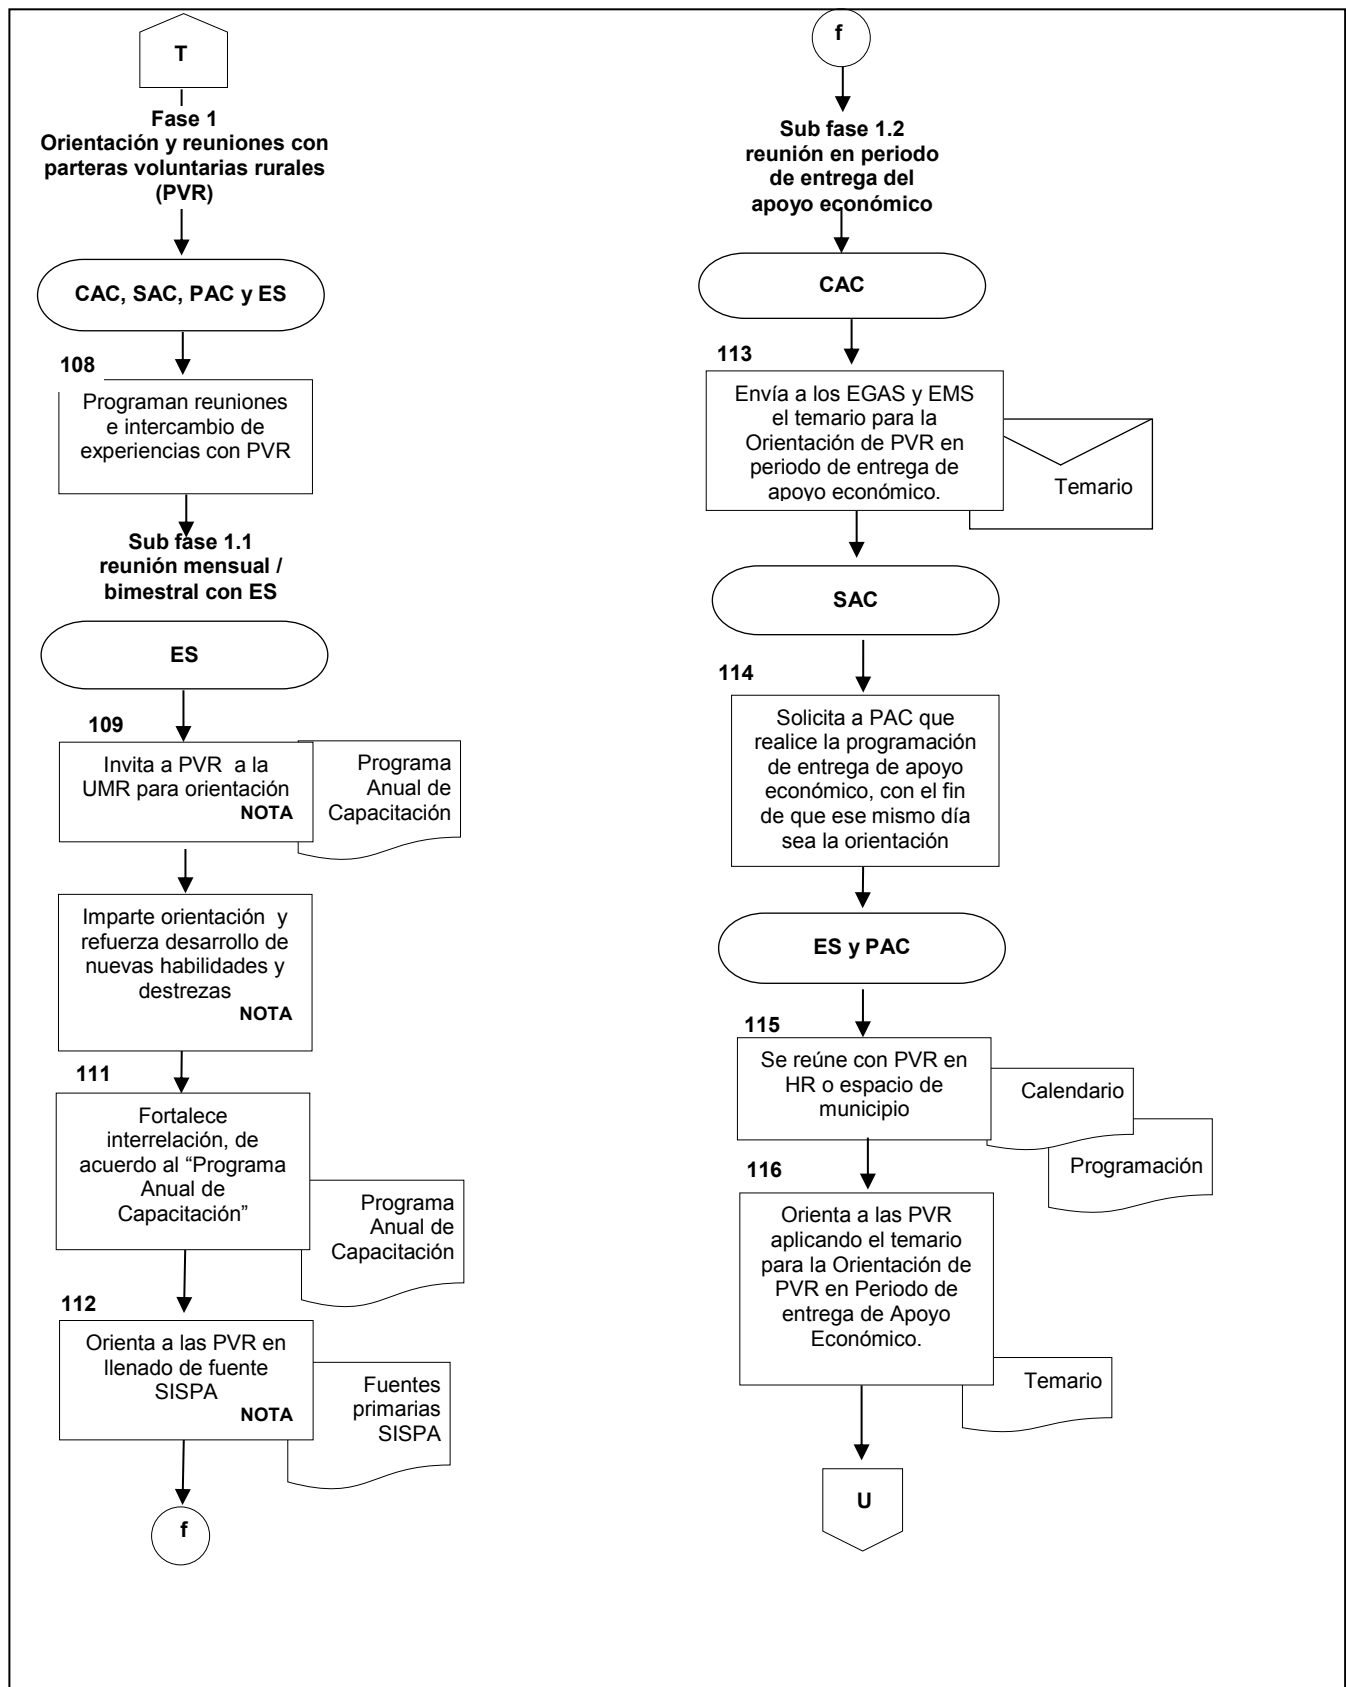 T
Fase 1
Orientación y reuniones con
parteras voluntarias rurales
(PVR)
CAC, SAC, PAC y ES
108
Programan reuniones
e intercambio de
experiencias con PVR
Sub fase 1.1
reunión mensual /
bimestral con ES
ES
109
Invita a PVR a la
UMR para orientación
NOTA
Programa
Anual de
Capacitación
Imparte orientación y
refuerza desarrollo de
nuevas habilidades y
destrezas
NOTA
111
Fortalece
interrelación, de
acuerdo al “Programa
Anual de
Capacitación”
Programa
Anual de
Capacitación
112
Orienta a las PVR en
llenado de fuente
SISPA
NOTA
Fuentes
primarias
SISPA
f
f
Sub fase 1.2
reunión en periodo
de entrega del
apoyo económico
CAC
113
Envía a los EGAS y EMS
el temario para la
Orientación de PVR en
periodo de entrega de
apoyo económico.
Temario
SAC
114
Solicita a PAC que
realice la programación
de entrega de apoyo
económico, con el fin
de que ese mismo día
sea la orientación
ES y PAC
115
Se reúne con PVR en
HR o espacio de
municipio
Calendario
Programación
116
Orienta a las PVR
aplicando el temario
para la Orientación de
PVR en Periodo de
entrega de Apoyo
Económico.
Temario
U